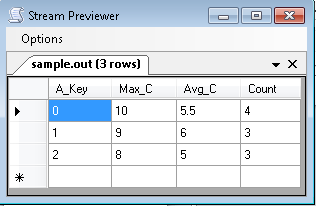 Stream Previewer
Options
sample.out (3 rows)
A_Key Max_C Avg_C Count
0 10 5.5 4
1 9 6 3
2 8 5 3